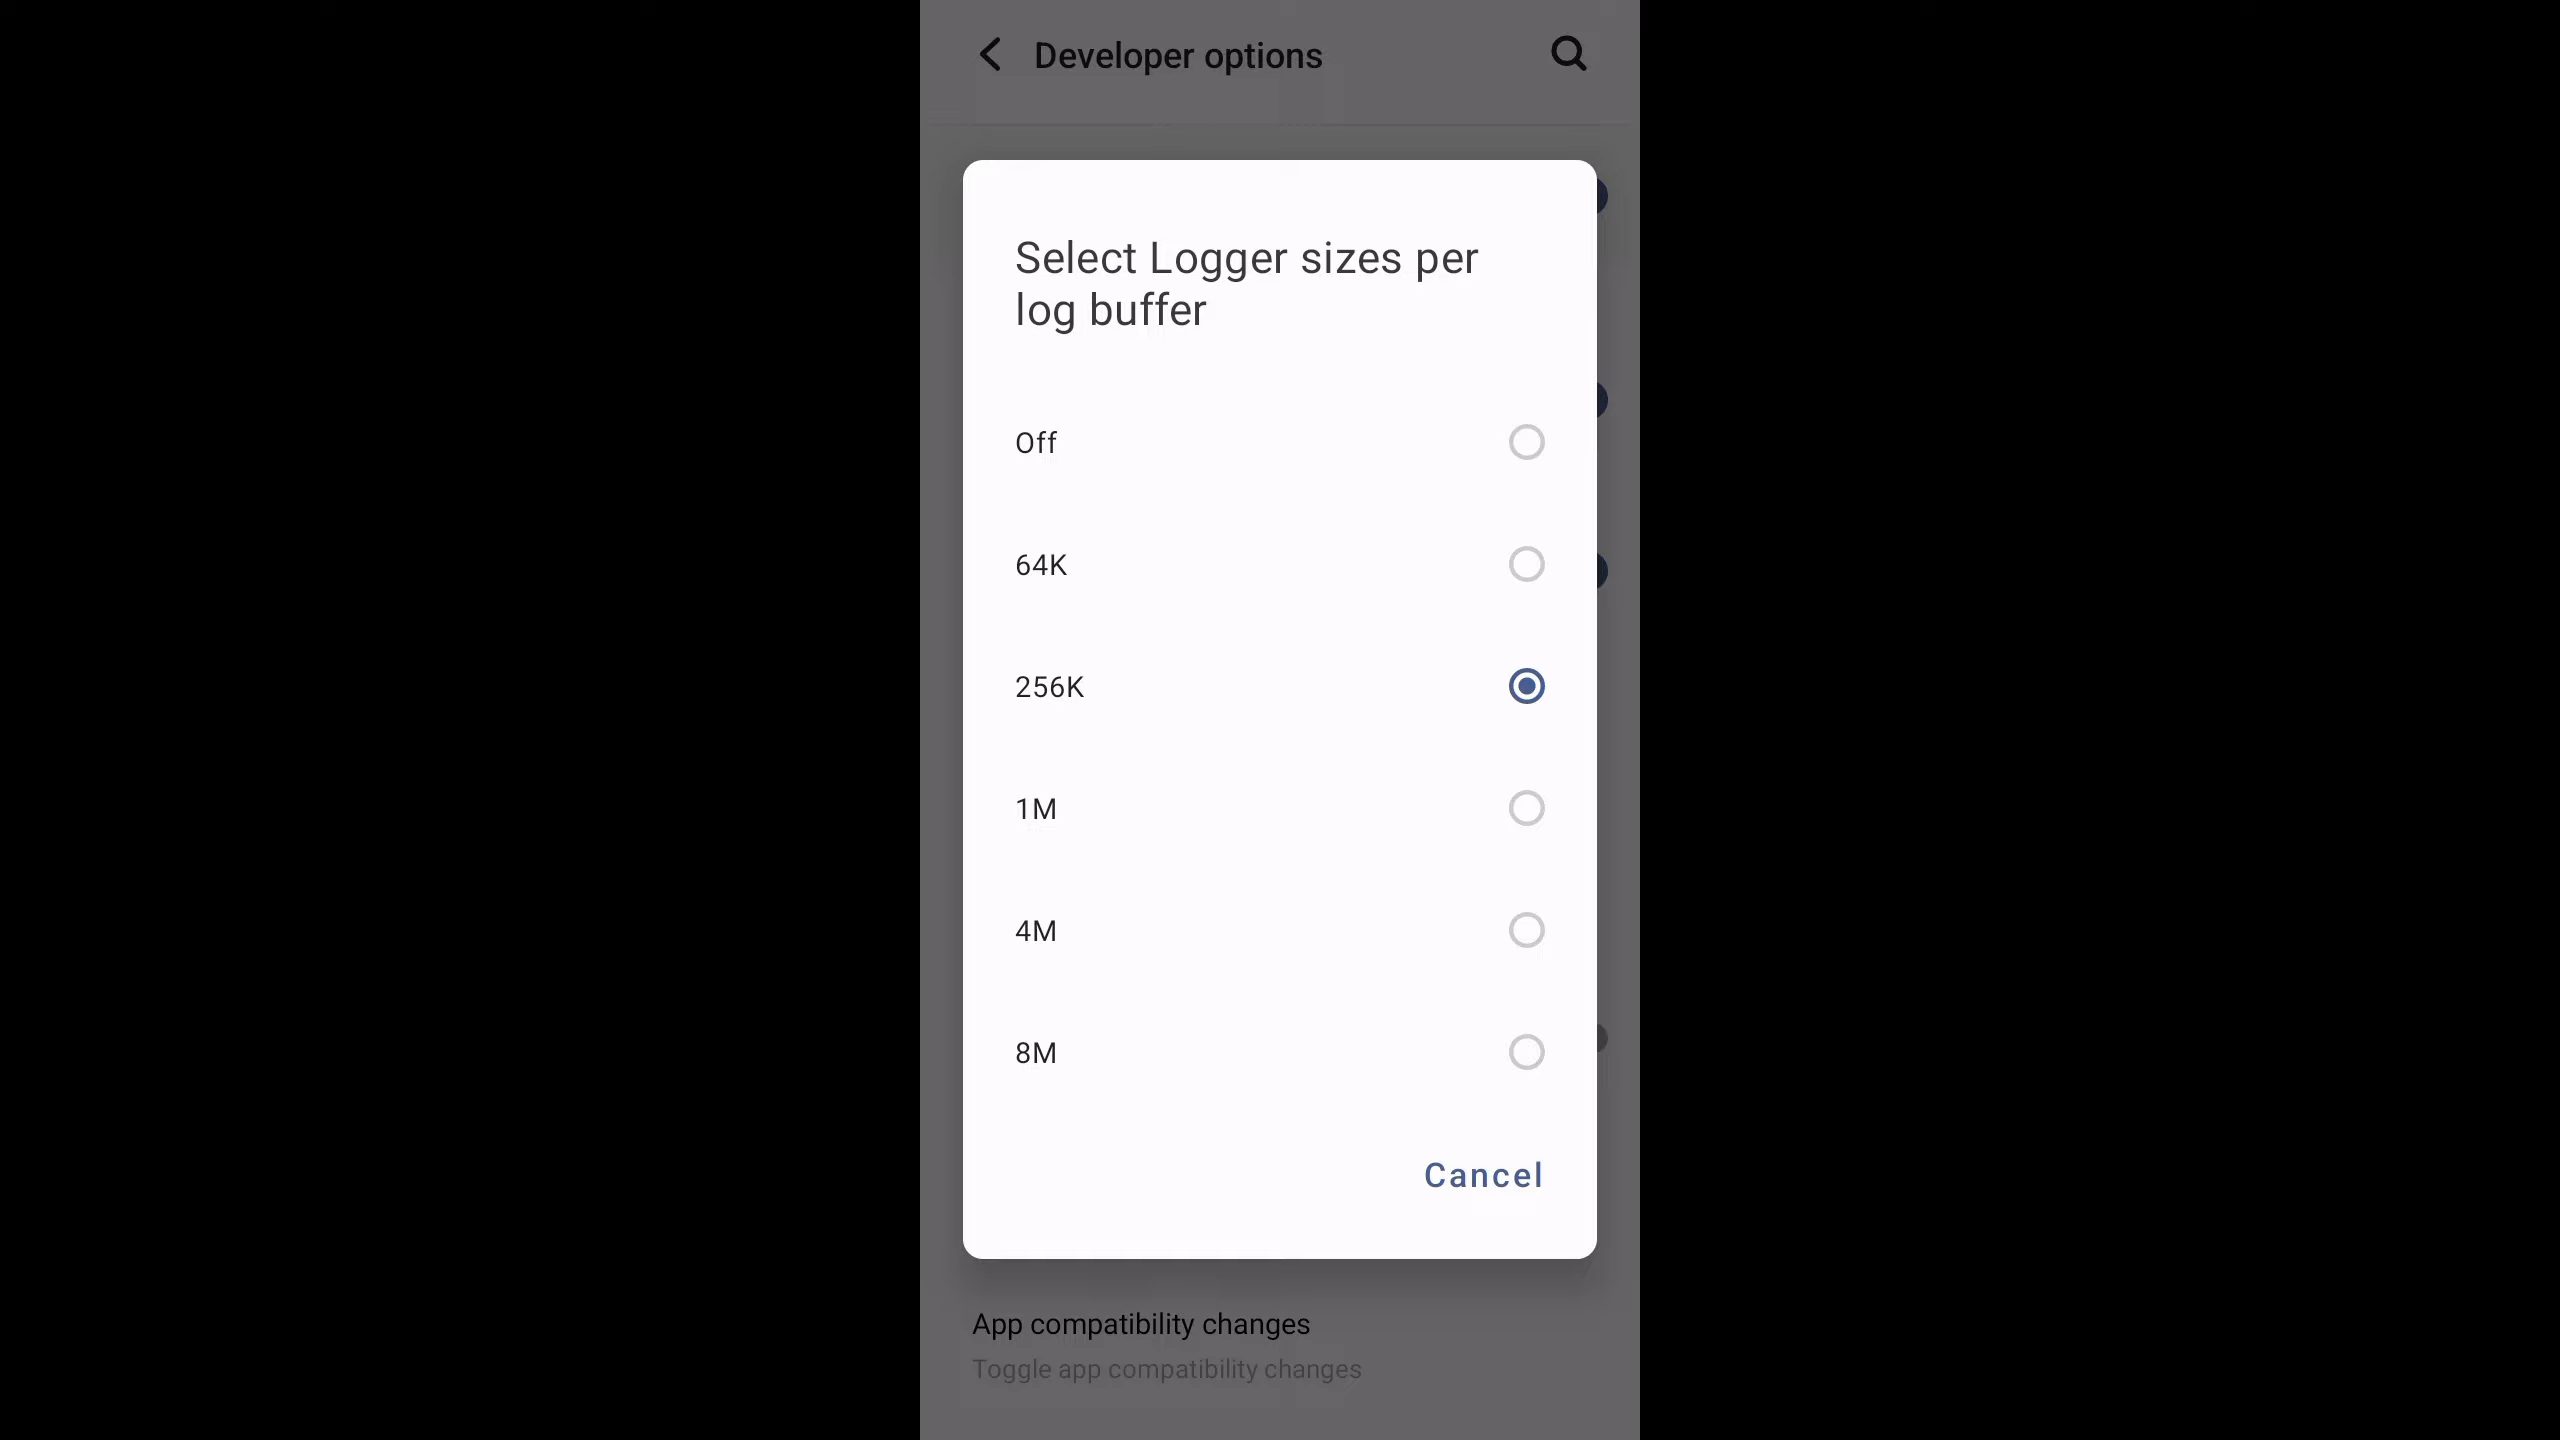 Developer options
Select Logger sizes per
log buffer
Off
64K
256K
1M
4M
8M
Cancel
App compatibility changes
Toggle app compatibility changes